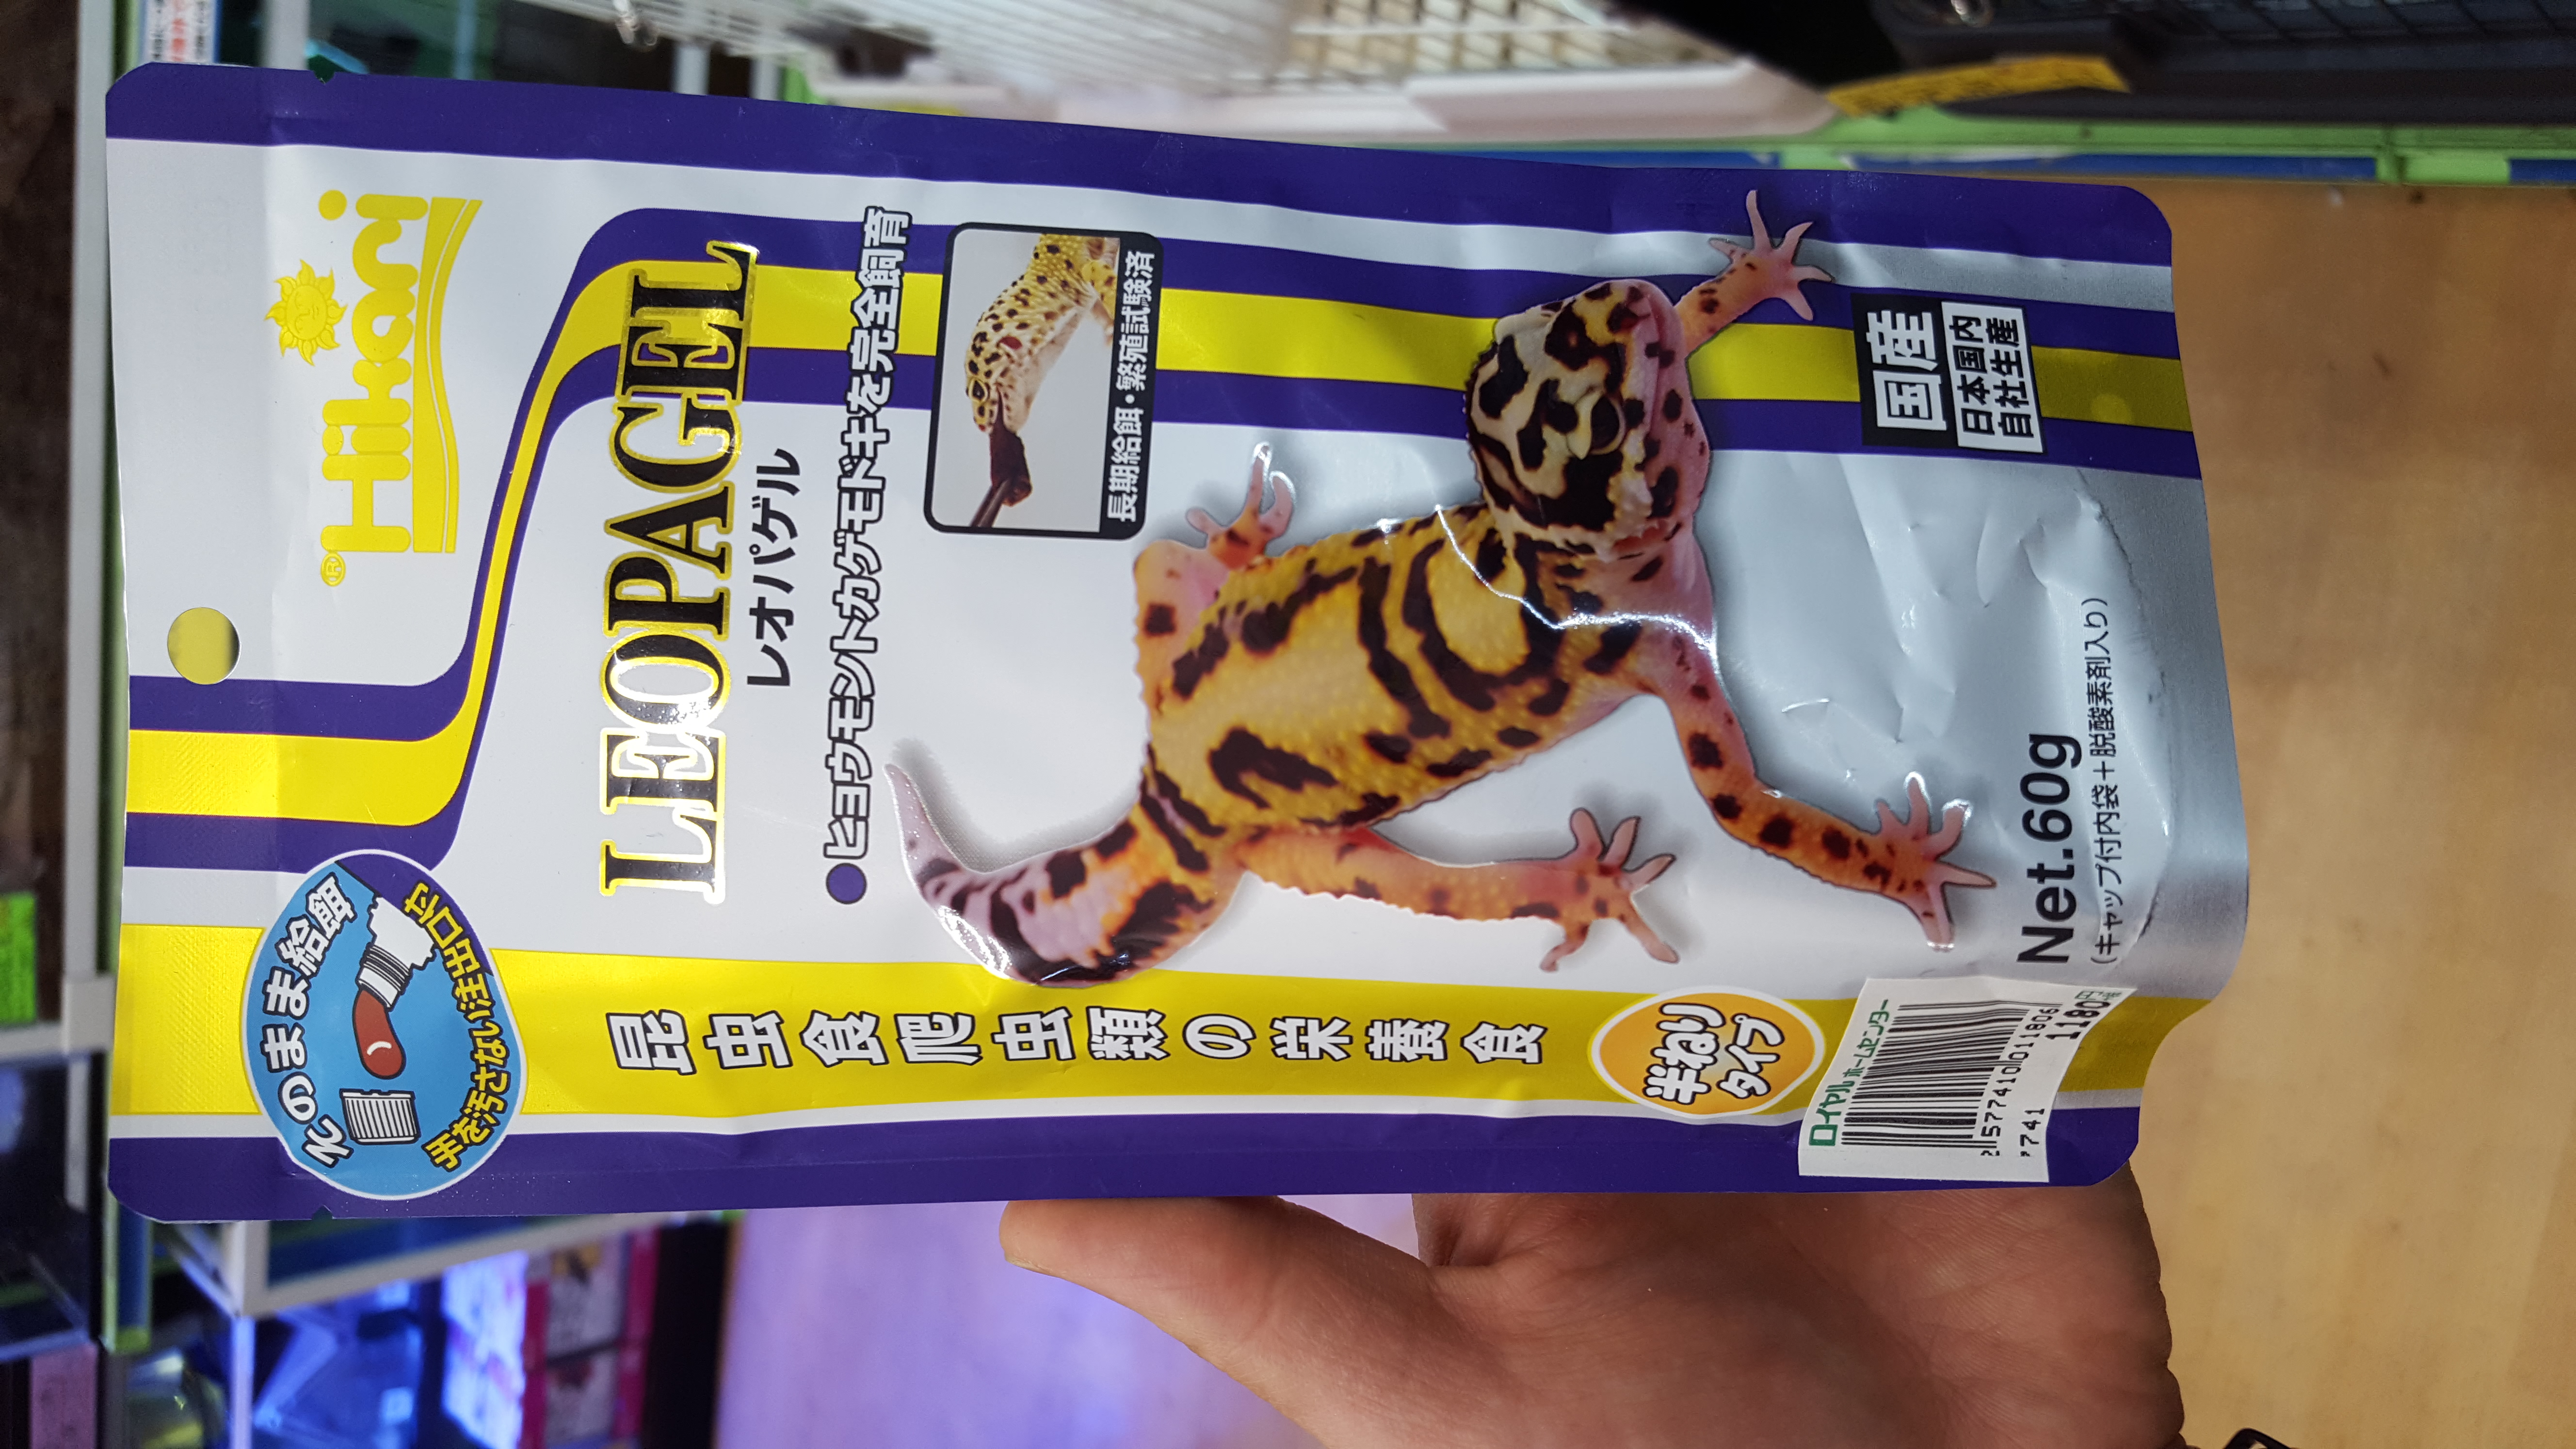 Hikari®
そのまま給餌
手を汚さない注出口付
LEOPAGEL
レオパゲル
●ヒョウモントカゲモドキを完全飼育
長期給餌・繁殖試験済
昆虫食爬虫類の栄養食
半ねり
タイプ
国産
日本国内
自社生産
Net.60g
(キャップ付内袋+脱酸素剤入り)
ロイヤルホームセンター
2 577410 011806
P741 1180円